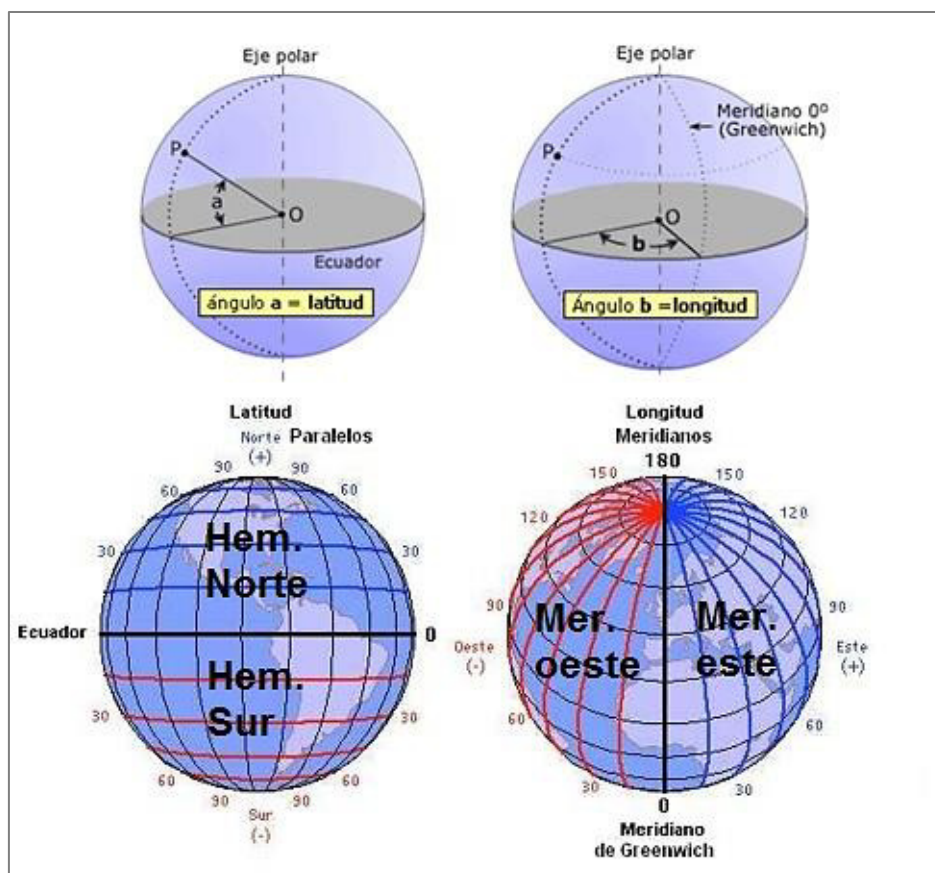 Eje polar
P
a
O
Ecuador
ángulo a = latitud
Eje polar
Meridiano 0º
(Greenwich)
P
O
b
Ángulo b =longitud
Latitud
Norte Paralelos
(+)
90 90
60 60
30 30
Hem.
Norte
Ecuador 0
Hem.
Sur
30 30
60 60
90 90
Sur
(-)
Longitud
Meridianos
180
150 150
120 120
90 90
Mer.
oeste
Mer.
este
Oeste
(-)
Este
(+)
60 60
30 30
0
Meridiano
de Greenwich